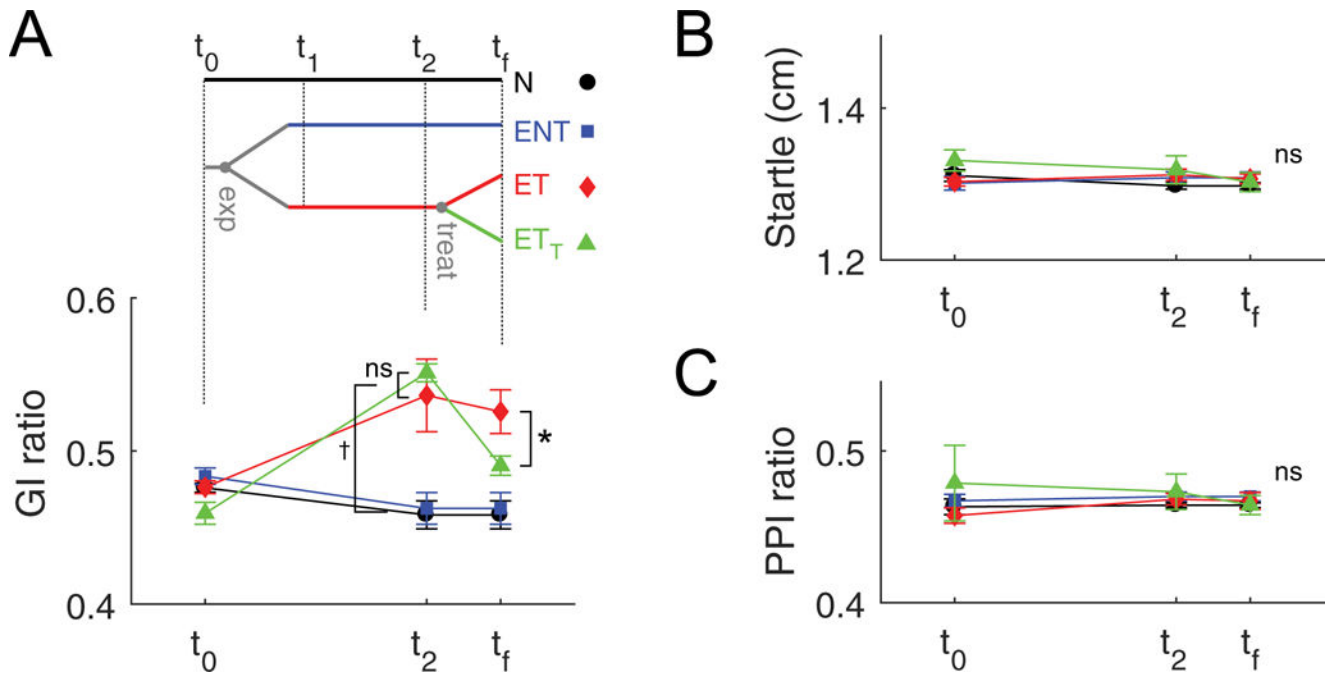 A
t0 t1 t2 tf
N
ENT
ET
ETT
exp
treat
0.6
0.5
0.4
GI ratio
ns
†
*
t0 t2 tf
B
Startle (cm)
1.4
1.2
ns
t0 t2 tf
C
PPI ratio
0.5
0.4
ns
t0 t2 tf